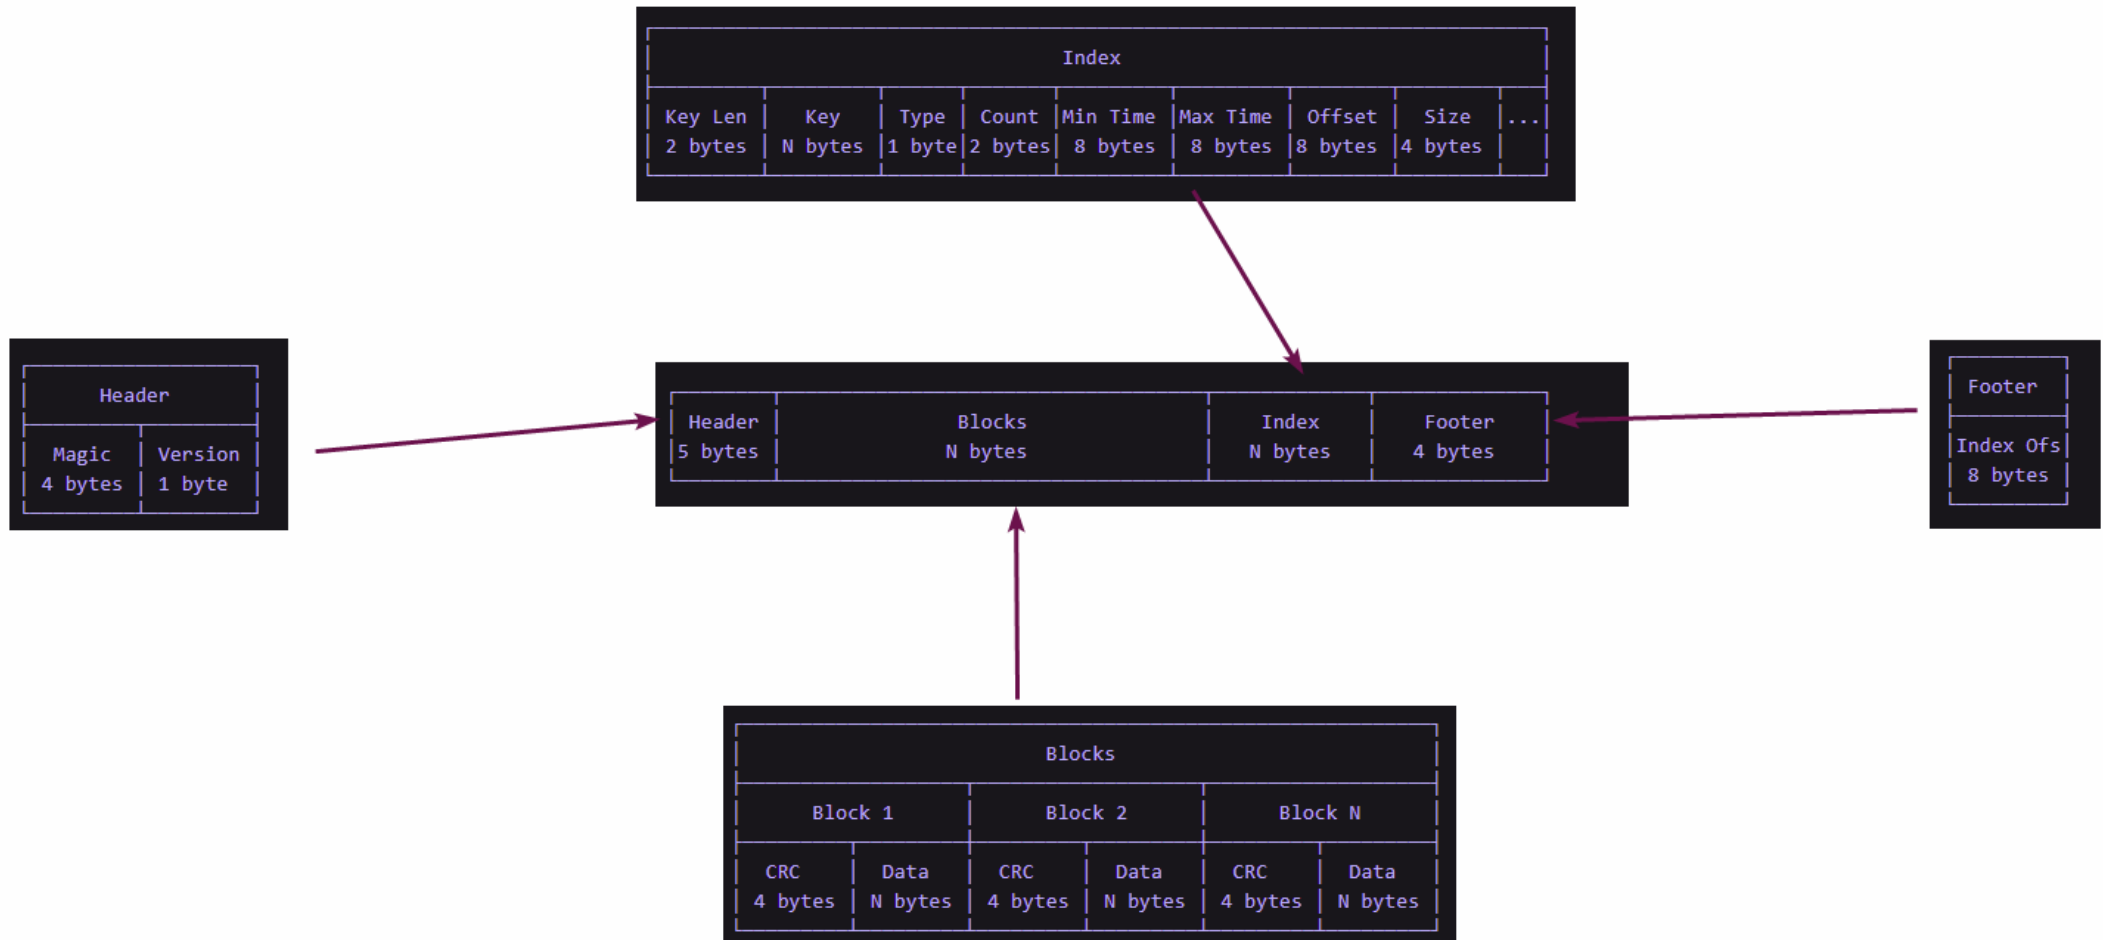 Index
Key Len Key Type Count Min Time Max Time Offset Size ...
2 bytes N bytes 1 byte 2 bytes 8 bytes 8 bytes 8 bytes 4 bytes
Header
Magic Version
4 bytes 1 byte
Header Blocks Index Footer
5 bytes N bytes N bytes 4 bytes
Footer
Index Ofs
8 bytes
Blocks
Block 1 Block 2 Block N
CRC Data CRC Data CRC Data
4 bytes N bytes 4 bytes N bytes 4 bytes N bytes